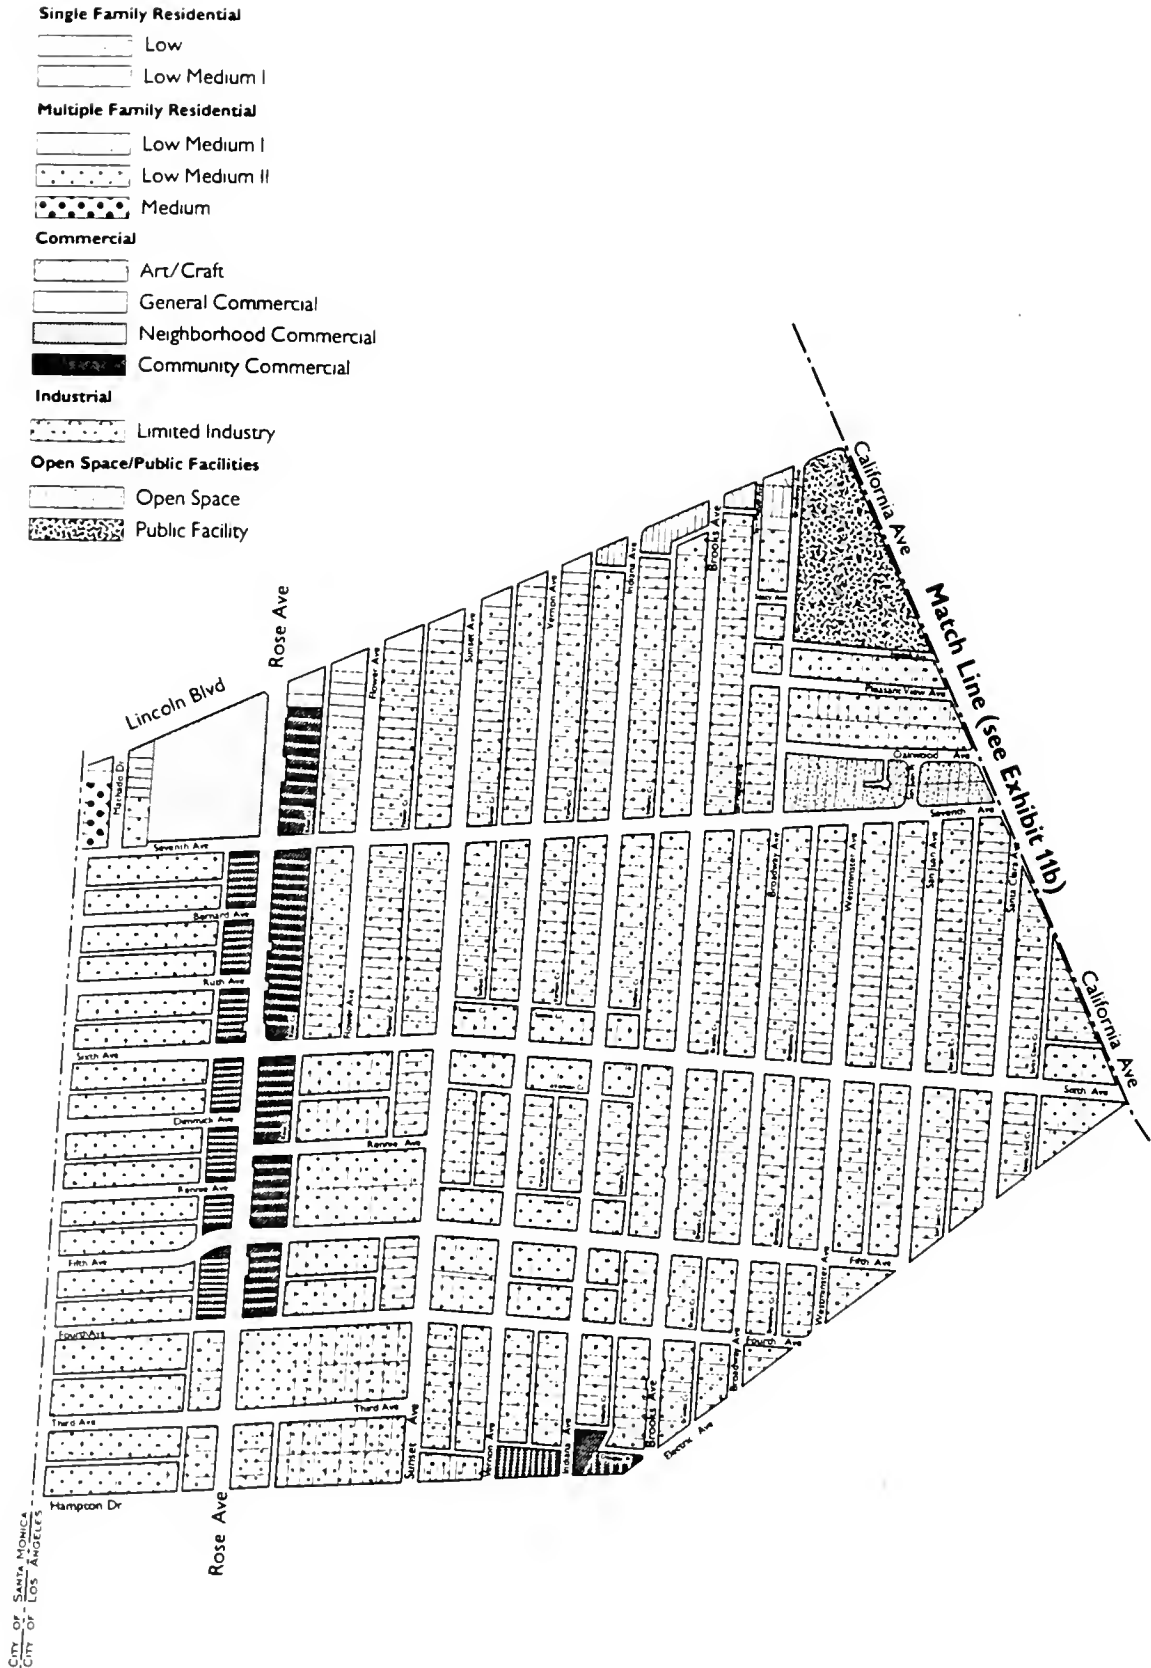 Single Family Residential
Low
Low Medium I
Multiple Family Residential
Low Medium I
Low Medium II
Medium
Commercial
Art/Craft
General Commercial
Neighborhood Commercial
Community Commercial
Industrial
Limited Industry
Open Space/Public Facilities
Open Space
Public Facility
California Ave
Match Line (see Exhibit 11b)
California Ave
Lincoln Blvd
Rose Ave
Machado Dr
Flower Ave
Sunset Ave
Vernon Ave
Indiana Ave
Brooks Ave
Pleasant View Ave
Oakwood Ave
Seventh Ave
Seventh Ave
Bernard Ave
Ruth Ave
Sixth Ave
Dimmick Ave
Rennie Ave
Fifth Ave
Fourth Ave
Third Ave
Hampton Dr
Flower Ave
Rennie Ave
Third Ave
Broadway Ave
Westminster Ave
San Juan Ave
Santa Clara Av
Sixth Ave
Fifth Ave
Westminster Ave
Fourth Ave
Broadway Ave
Brooks Ave
Electric Ave
Indiana Ave
Vernon Ave
Sunset Ave
Rose Ave
City of Santa Monica
City of Los Angeles